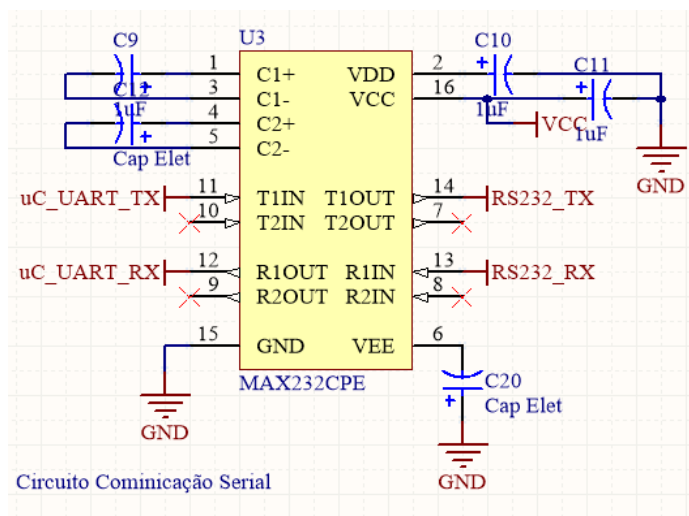 C9
U3
C10
C11
1
C1+
VDD
2
+
+
3
C1-
VCC
16
+
C12
1uF
4
C2+
1uF
VCC
1uF
5
C2-
+
Cap Elet
GND
uC_UART_TX
11
T1IN
T1OUT
14
RS232_TX
10
T2IN
T2OUT
7
uC_UART_RX
12
R1OUT
R1IN
13
RS232_RX
9
R2OUT
R2IN
8
15
GND
VEE
6
MAX232CPE
C20
+
Cap Elet
GND
GND
Circuito Cominicação Serial